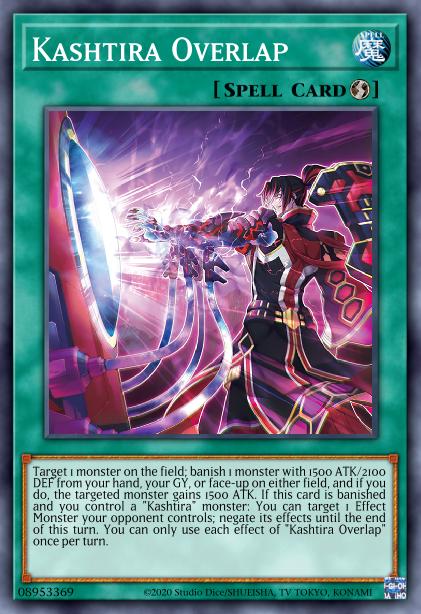 Kashtira Overlap
SPELL
魔
[Spell Card]
Target 1 monster on the field; banish 1 monster with 1500 ATK/2100
DEF from your hand, your GY, or face-up on either field, and if you
do, the targeted monster gains 1500 ATK. If this card is banished
and you control a "Kashtira" monster: You can target 1 Effect
Monster your opponent controls; negate its effects until the end
of this turn. You can only use each effect of "Kashtira Overlap"
once per turn.
08953369
©2020 Studio Dice/SHUEISHA, TV TOKYO, KONAMI